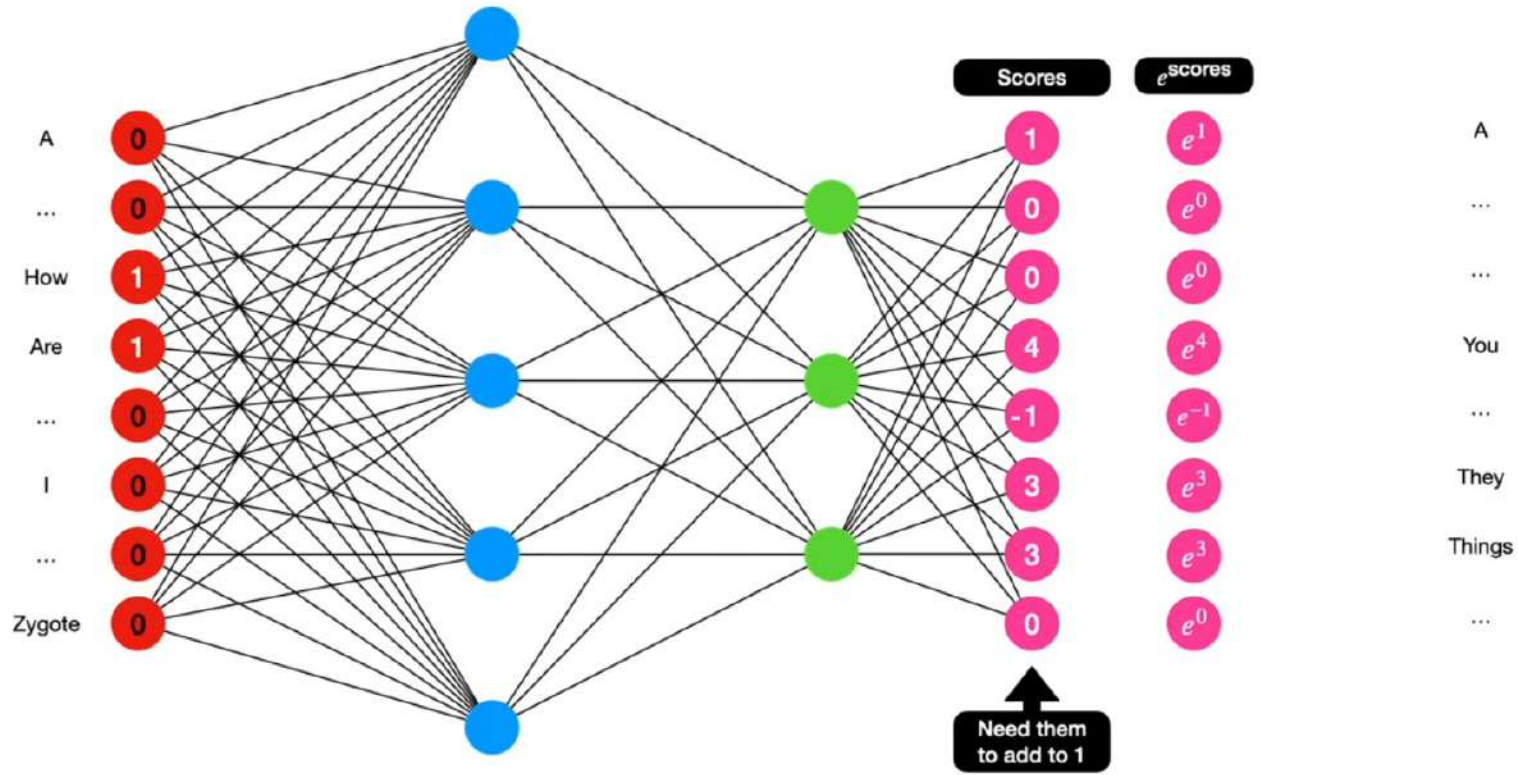 Scores e^scores
A 0 1 e^1 A
... 0 0 e^0 ...
How 1 0 e^0 ...
Are 1 4 e^4 You
... 0 -1 e^-1 ...
I 0 3 e^3 They
... 0 3 e^3 Things
Zygote 0 0 e^0 ...
Need them
to add to 1